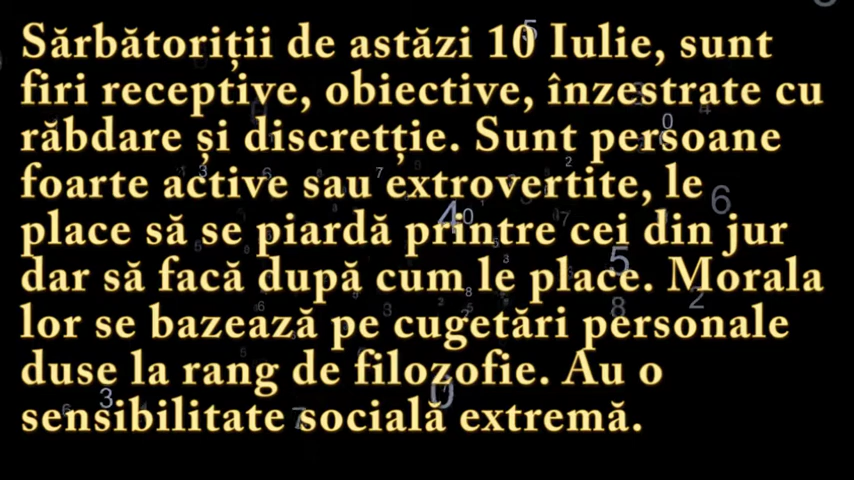 Sărbătoriții de astăzi 10 Iulie, sunt
firi receptive, obiective, înzestrate cu
răbdare și discretție. Sunt persoane
foarte active sau extrovertite, le
place să se piardă printre cei din jur
dar să facă după cum le place. Morala
lor se bazează pe cugetări personale
duse la rang de filozofie. Au o
sensibilitate socială extremă.